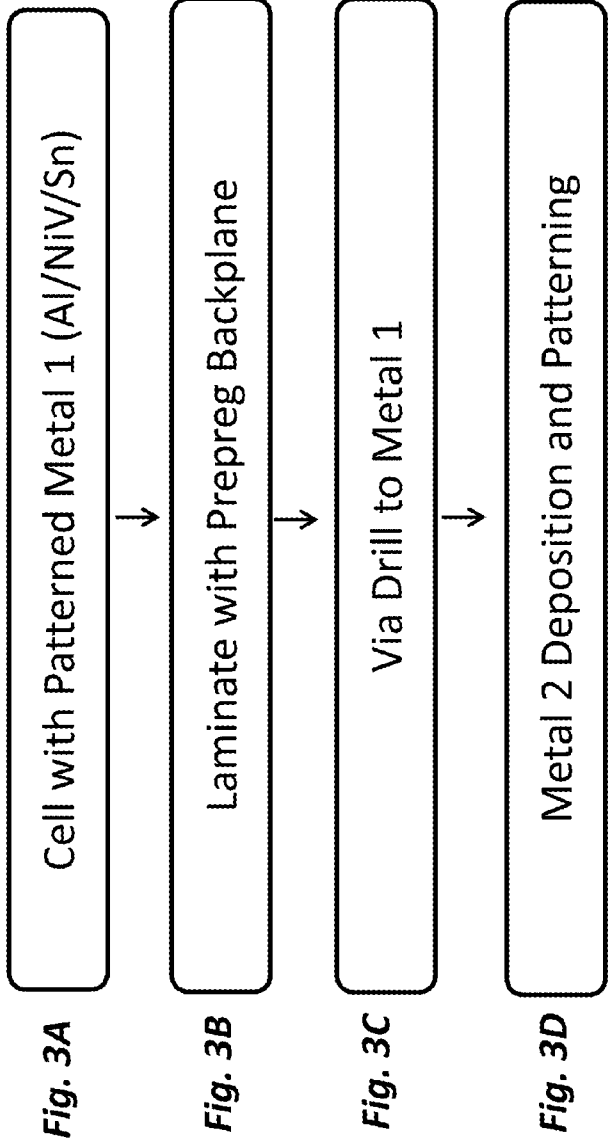 Fig. 3A
Cell with Patterned Metal 1 (Al/NiV/Sn)
Fig. 3B
Laminate with Prepreg Backplane
Fig. 3C
Via Drill to Metal 1
Fig. 3D
Metal 2 Deposition and Patterning